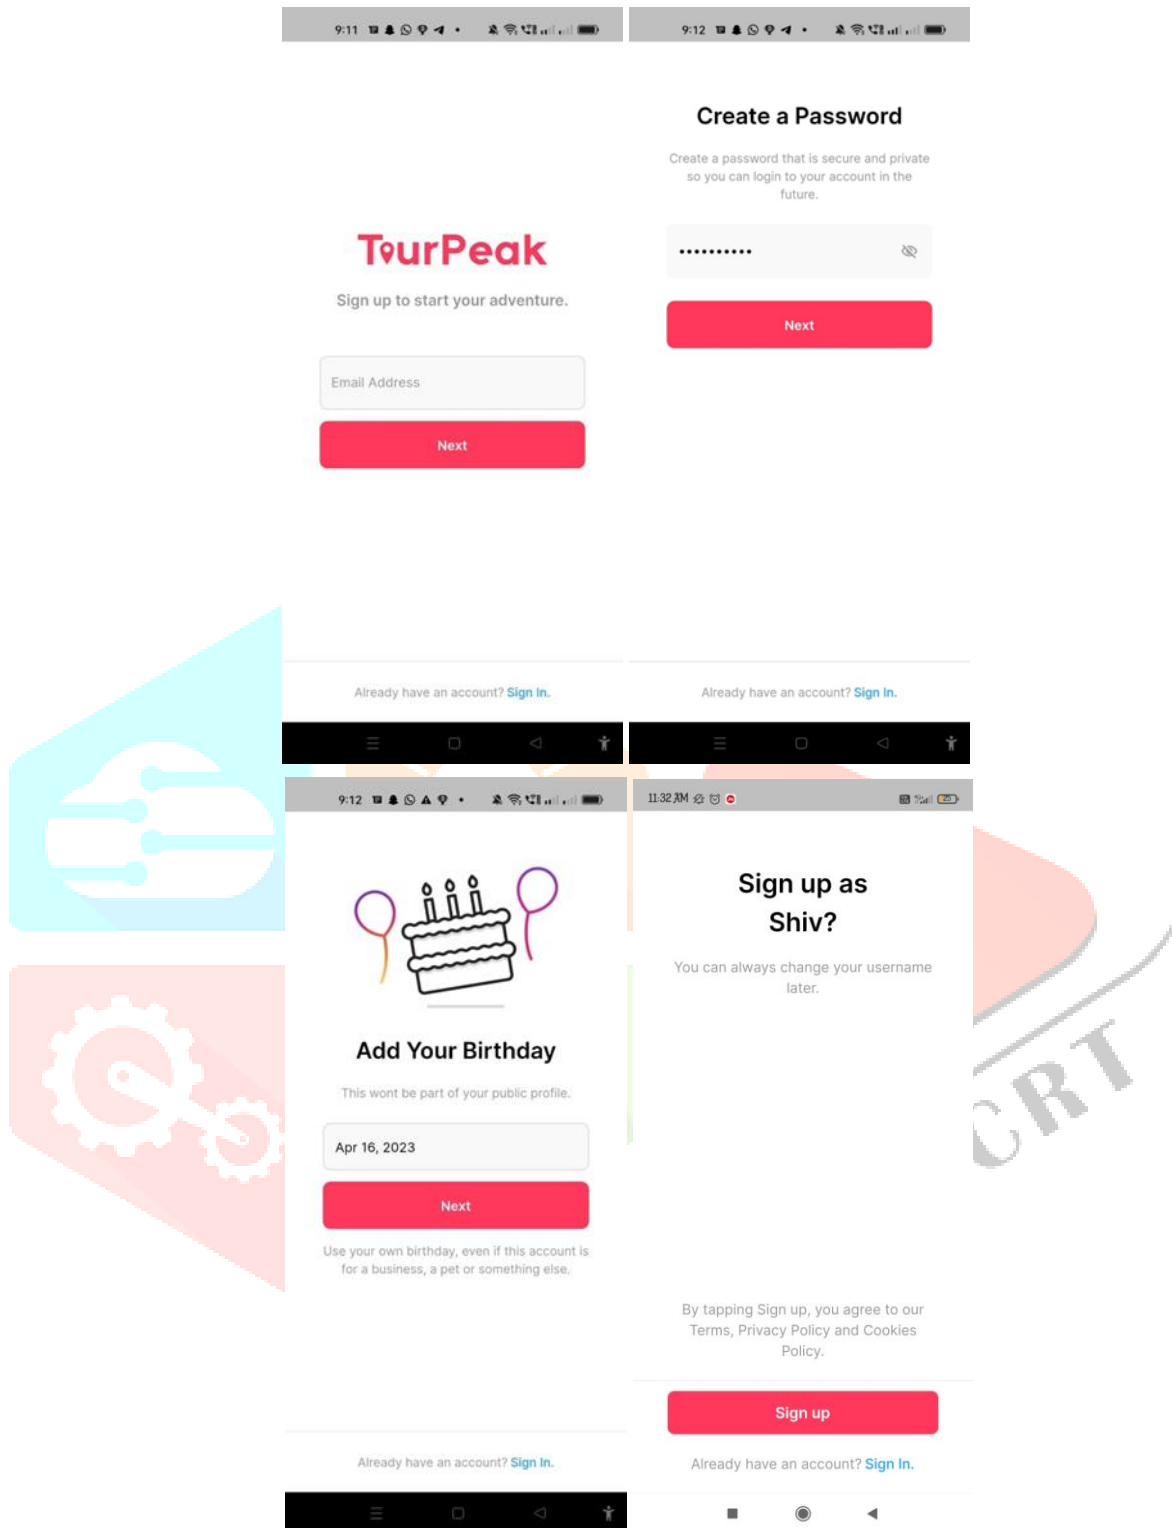 9:11
TourPeak
Sign up to start your adventure.
Email Address
Next
Already have an account? Sign In.
9:12
Create a Password
Create a password that is secure and private
so you can login to your account in the
future.
••••••••••
Next
Already have an account? Sign In.
9:12
Add Your Birthday
This wont be part of your public profile.
Apr 16, 2023
Next
Use your own birthday, even if this account is
for a business, a pet or something else.
Already have an account? Sign In.
11:32 AM
25
Sign up as
Shiv?
You can always change your username
later.
By tapping Sign up, you agree to our
Terms, Privacy Policy and Cookies
Policy.
Sign up
Already have an account? Sign In.
CRT